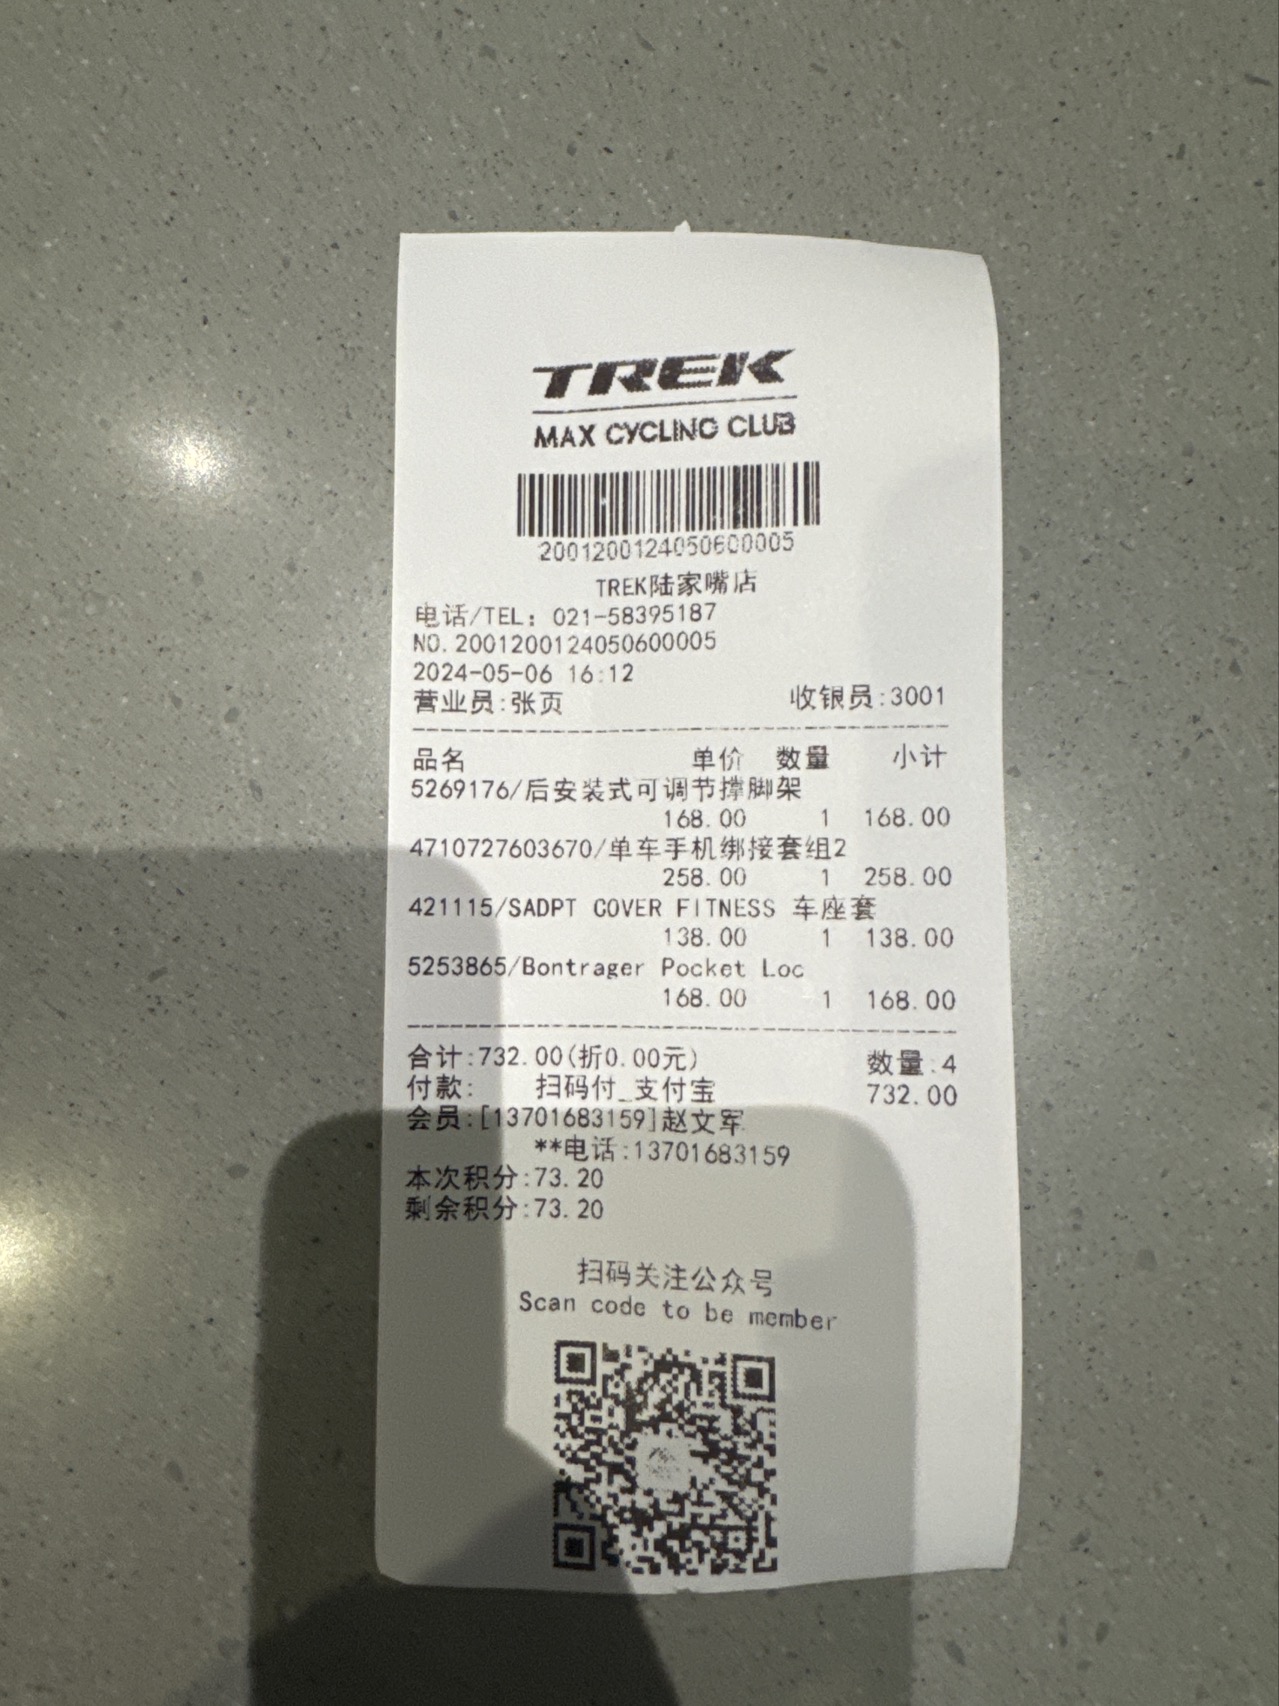 TREK
MAX CYCLING CLUB
2001200124050600005
TREK陆家嘴店
电话/TEL: 021-58395187
NO.2001200124050600005
2024-05-06 16:12
营业员:张页 收银员:3001
品名 单价 数量 小计
5269176/后安装式可调节撑脚架
168.00 1 168.00
4710727603670/单车手机绑接套组2
258.00 1 258.00
421115/SADPT COVER FITNESS 车座套
138.00 1 138.00
5253865/Bontrager Pocket Loc
168.00 1 168.00
合计:732.00(折0.00元) 数量:4
付款: 扫码付_支付宝 732.00
会员:[13701683159]赵文军
**电话:13701683159
本次积分:73.20
剩余积分:73.20
扫码关注公众号
Scan code to be member